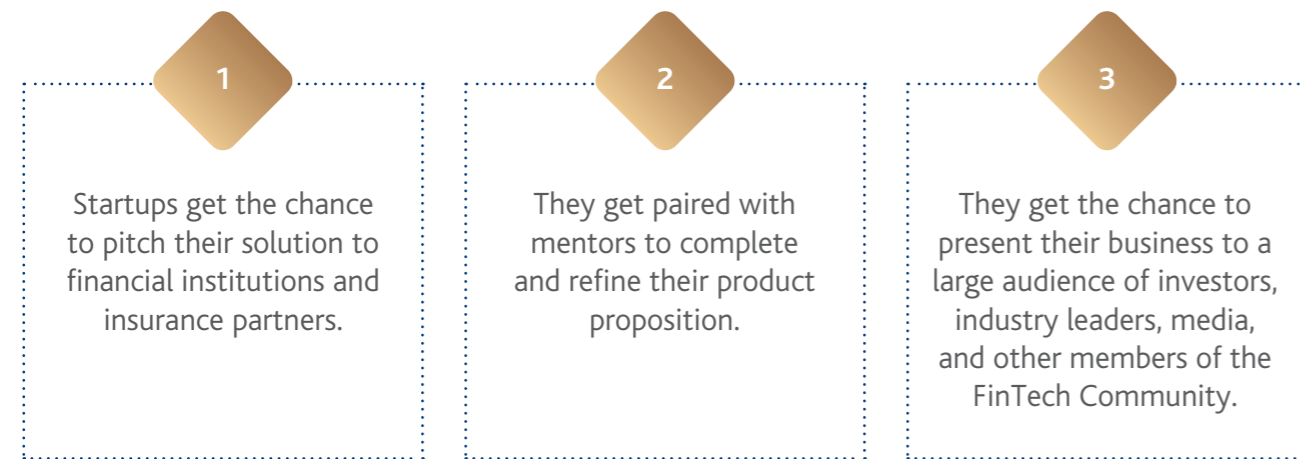 1
Startups get the chance
to pitch their solution to
financial institutions and
insurance partners.
2
They get paired with
mentors to complete
and refine their product
proposition.
3
They get the chance to
present their business to a
large audience of investors,
industry leaders, media,
and other members of the
FinTech Community.